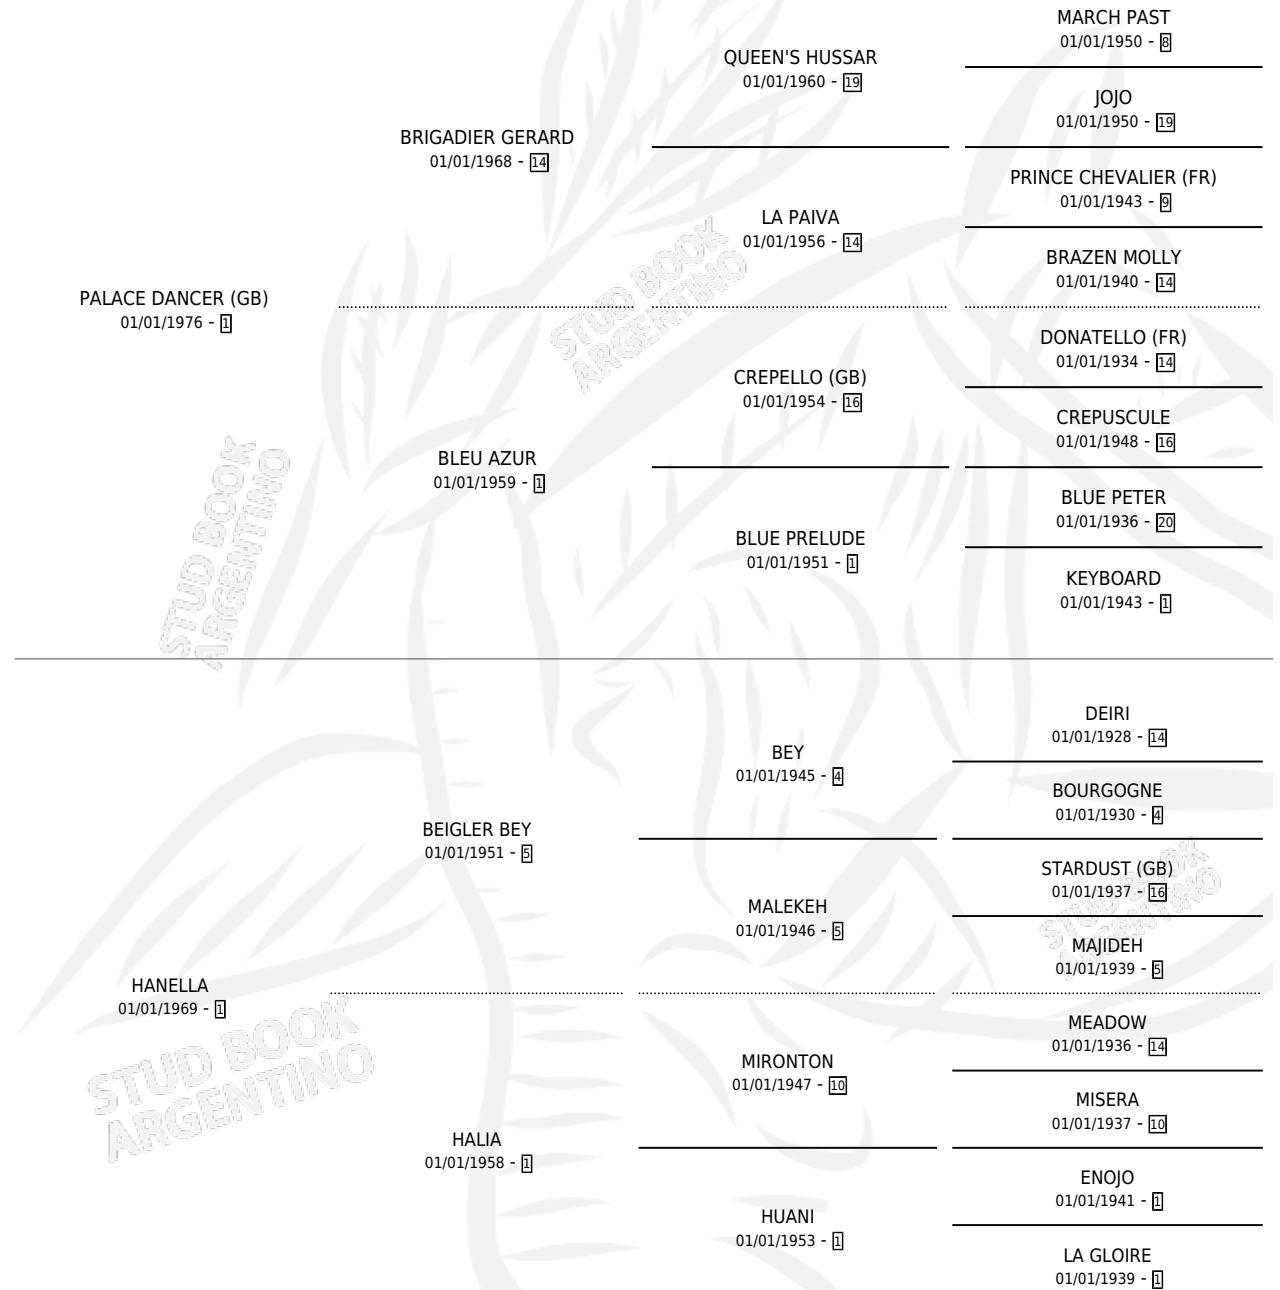 MARCH PAST
01/01/1950 - 8
QUEEN'S HUSSAR
01/01/1960 - 19
JOJO
01/01/1950 - 19
BRIGADIER GERARD
01/01/1968 - 14
PRINCE CHEVALIER (FR)
01/01/1943 - 9
LA PAIVA
01/01/1956 - 14
BRAZEN MOLLY
01/01/1940 - 14
PALACE DANCER (GB)
01/01/1976 - 1
STUD BOOK
ARGENTINO
DONATELLO (FR)
01/01/1934 - 14
CREPELLO (GB)
01/01/1954 - 16
CREPUSCULE
01/01/1948 - 16
BLEU AZUR
01/01/1959 - 1
BLUE PETER
01/01/1936 - 20
BLUE PRELUDE
01/01/1951 - 1
KEYBOARD
01/01/1943 - 1
STUD BOOK
ARGENTINO
DEIRI
01/01/1928 - 14
BEY
01/01/1945 - 4
BOURGOGNE
01/01/1930 - 4
BEIGLER BEY
01/01/1951 - 5
STARDUST (GB)
01/01/1937 - 16
MALEKEH
01/01/1946 - 5
STUD BOOK
ARGENTINO
MAJIDEH
01/01/1939 - 5
HANELLA
01/01/1969 - 1
MEADOW
01/01/1936 - 14
STUD BOOK
ARGENTINO
MIRONTON
01/01/1947 - 10
MISERA
01/01/1937 - 10
HALIA
01/01/1958 - 1
ENOJO
01/01/1941 - 1
HUANI
01/01/1953 - 1
LA GLOIRE
01/01/1939 - 1